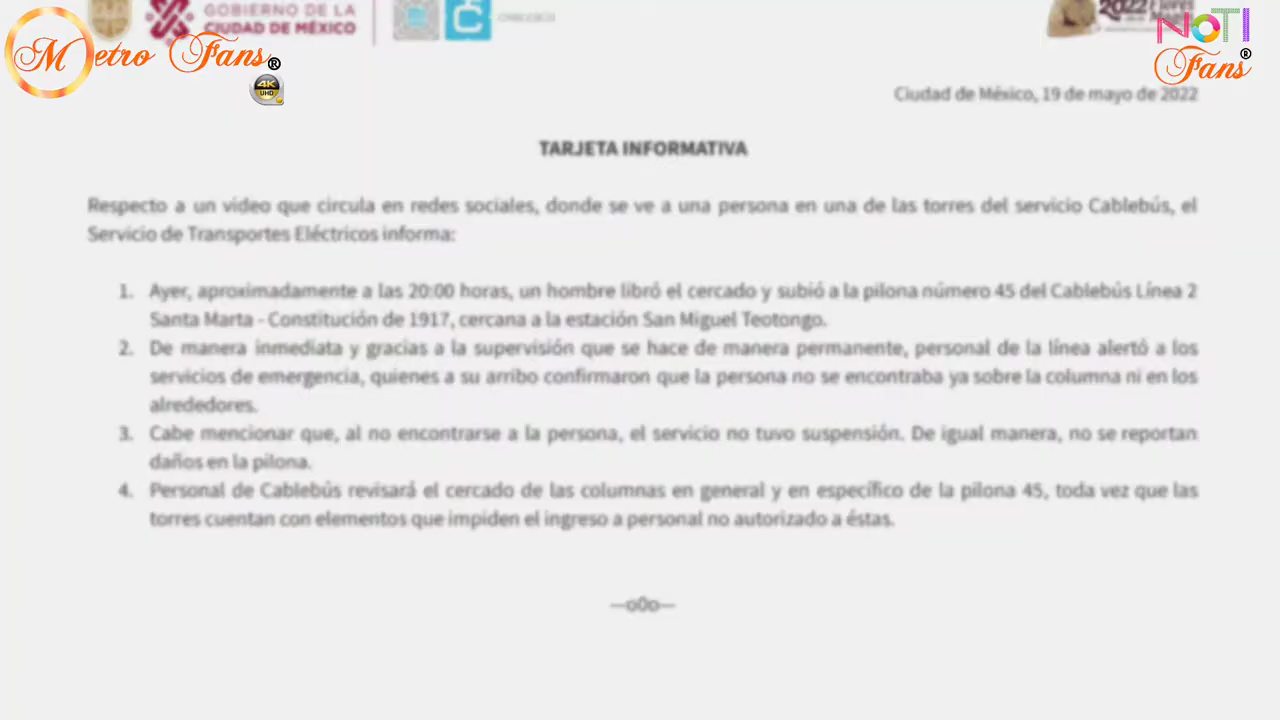 GOBIERNO DE LA
CIUDAD DE MÉXICO
2022
Metro Fans®
4K
UHD
NOTI
Fans®
Ciudad de México, 19 de mayo de 2022
TARJETA INFORMATIVA
Respecto a un video que circula en redes sociales, donde se ve a una persona en una de las torres del servicio Cablebús, el
Servicio de Transportes Eléctricos informa:
1. Ayer, aproximadamente a las 20:00 horas, un hombre libró el cercado y subió a la pilona número 45 del Cablebús Línea 2
Santa Marta - Constitución de 1917, cercana a la estación San Miguel Teotongo.
2. De manera inmediata y gracias a la supervisión que se hace de manera permanente, personal de la línea alertó a los
servicios de emergencia, quienes a su arribo confirmaron que la persona no se encontraba ya sobre la columna ni en los
alrededores.
3. Cabe mencionar que, al no encontrarse a la persona, el servicio no tuvo suspensión. De igual manera, no se reportan
daños en la pilona.
4. Personal de Cablebús revisará el cercado de las columnas en general y en específico de la pilona 45, toda vez que las
torres cuentan con elementos que impiden el ingreso a personal no autorizado a éstas.
—o0o—